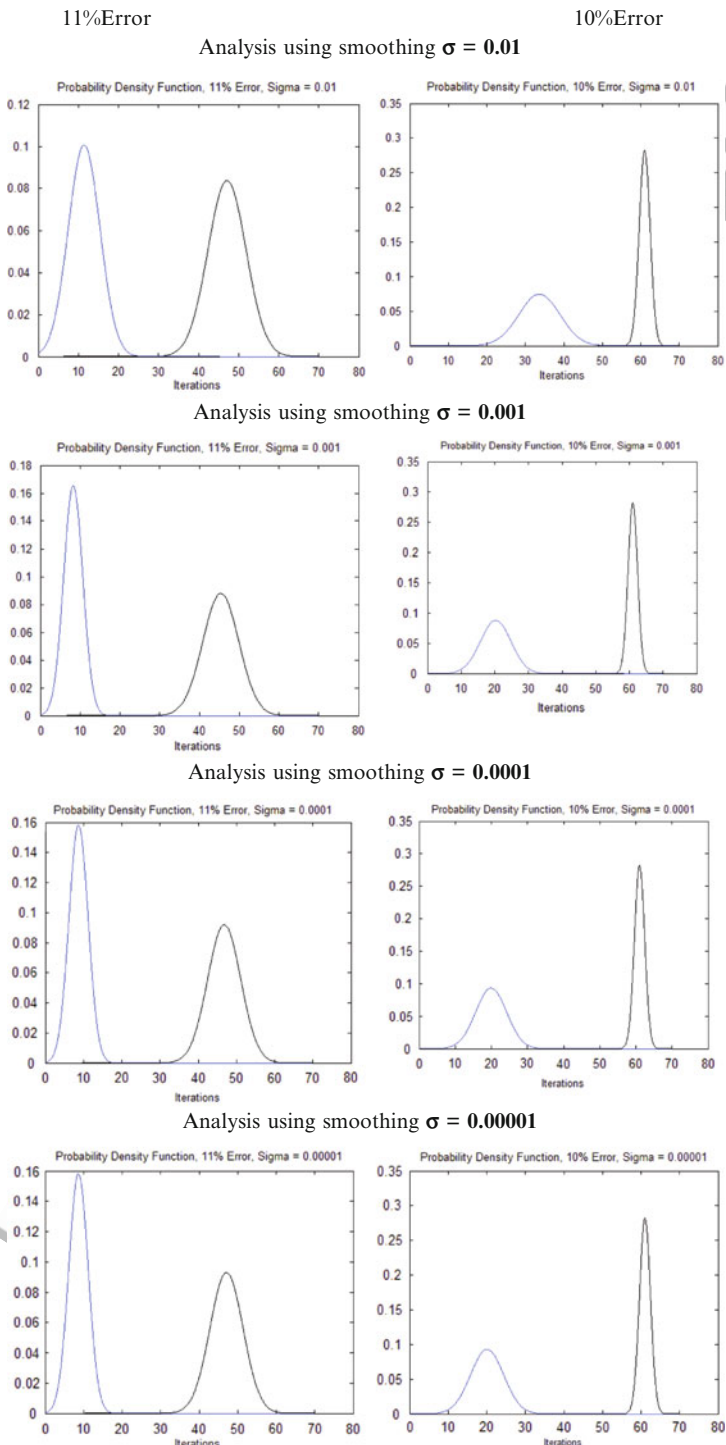 11%Error 10%Error
Analysis using smoothing σ = 0.01
Probability Density Function, 11% Error, Sigma = 0.01
0.12
0.1
0.08
0.06
0.04
0.02
0
0 10 20 30 40 50 60 70 80
Iterations
Probability Density Function, 10% Error, Sigma = 0.01
0.35
0.3
0.25
0.2
0.15
0.1
0.05
0
0 10 20 30 40 50 60 70 80
Iterations
Analysis using smoothing σ = 0.001
Probability Density Function, 11% Error, Sigma = 0.001
0.18
0.16
0.14
0.12
0.1
0.08
0.06
0.04
0.02
0
0 10 20 30 40 50 60 70 80
Iterations
Probability Density Function, 10% Error, Sigma = 0.001
0.35
0.3
0.25
0.2
0.15
0.1
0.05
0
0 10 20 30 40 50 60 70 80
Iterations
Analysis using smoothing σ = 0.0001
Probability Density Function, 11% Error, Sigma = 0.0001
0.16
0.14
0.12
0.1
0.08
0.06
0.04
0.02
0
0 10 20 30 40 50 60 70 80
Iterations
Probability Density Function, 10% Error, Sigma = 0.0001
0.35
0.3
0.25
0.2
0.15
0.1
0.05
0
0 10 20 30 40 50 60 70 80
Iterations
Analysis using smoothing σ = 0.00001
Probability Density Function, 11% Error, Sigma = 0.00001
0.16
0.14
0.12
0.1
0.08
0.06
0.04
0.02
0
0 10 20 30 40 50 60 70 80
Iterations
Probability Density Function, 10% Error, Sigma = 0.00001
0.35
0.3
0.25
0.2
0.15
0.1
0.05
0
0 10 20 30 40 50 60 70 80
Iterations